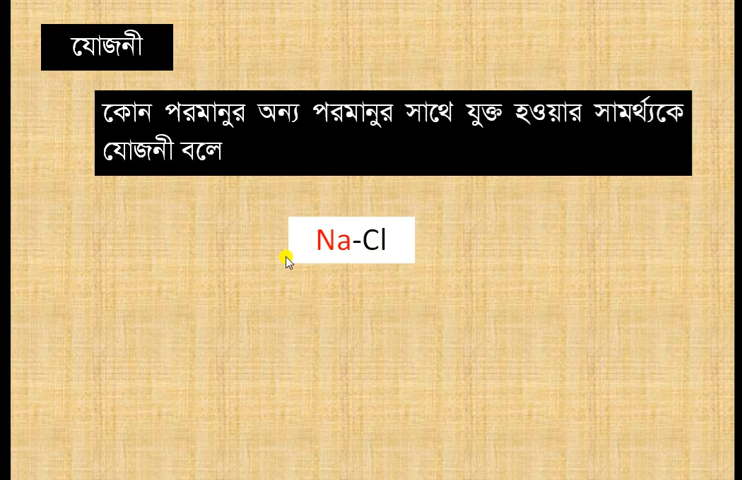 যোজনী
কোন পরমানুর অন্য পরমানুর সাথে যুক্ত হওয়ার সামর্থ্যকে
যোজনী বলে
Na-Cl